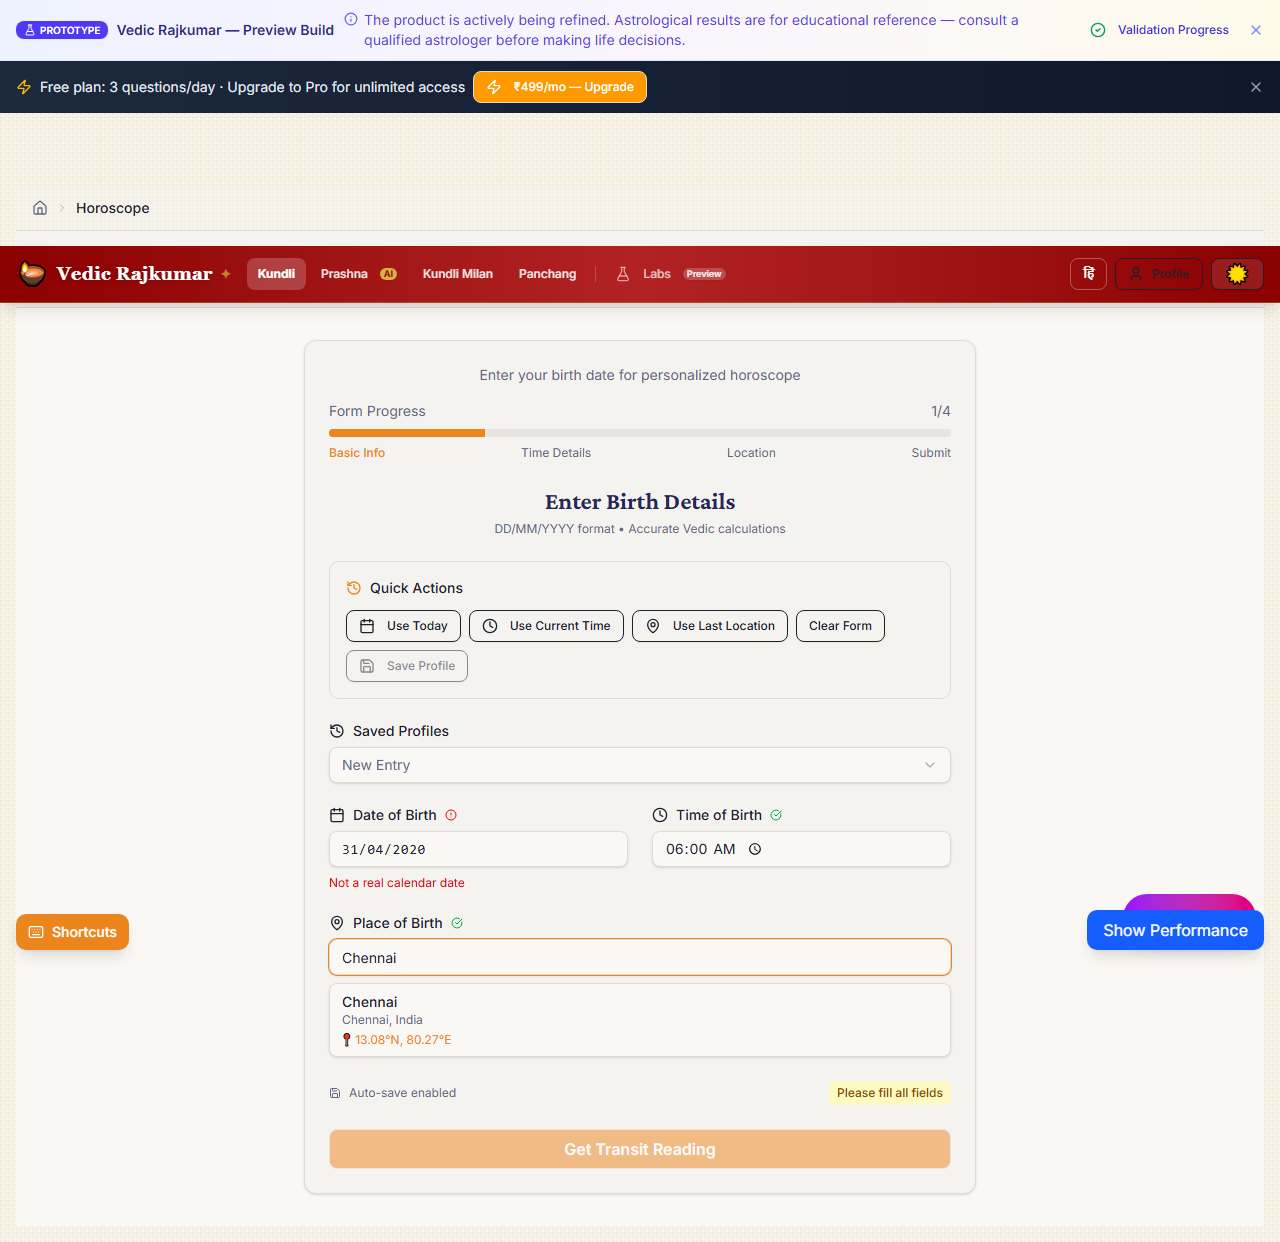 PROTOTYPE Vedic Rajkumar — Preview Build
The product is actively being refined. Astrological results are for educational reference — consult a
qualified astrologer before making life decisions.
Validation Progress
Free plan: 3 questions/day · Upgrade to Pro for unlimited access
₹499/mo — Upgrade
Horoscope
Vedic Rajkumar
Kundli
Prashna AI
Kundli Milan
Panchang
Labs Preview
हिं
Profile
Enter your birth date for personalized horoscope
Form Progress 1/4
Basic Info Time Details Location Submit
Enter Birth Details
DD/MM/YYYY format • Accurate Vedic calculations
Quick Actions
Use Today
Use Current Time
Use Last Location
Clear Form
Save Profile
Saved Profiles
New Entry
Date of Birth
31/04/2020
Not a real calendar date
Time of Birth
06:00 AM
Place of Birth
Chennai
Chennai
Chennai, India
13.08°N, 80.27°E
Shortcuts
Show Performance
Auto-save enabled
Please fill all fields
Get Transit Reading